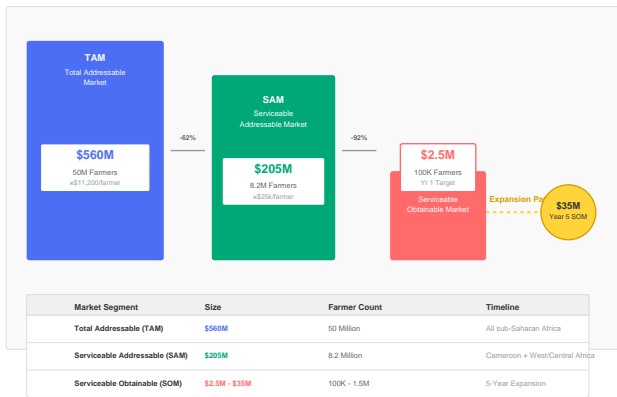 TAM
Total Addressable
Market
$560M
50M Farmers
x$11,200/farmer
-62%
SAM
Serviceable
Addressable Market
$205M
8.2M Farmers
x$25k/farmer
-92%
$2.5M
100K Farmers
Yr 1 Target
Serviceable
Obtainable Market
Expansion Pa
$35M
Year 5 SOM
Market Segment Size Farmer Count Timeline
Total Addressable (TAM) $560M 50 Million All sub-Saharan Africa
Serviceable Addressable (SAM) $205M 8.2 Million Cameroon + West/Central Africa
Serviceable Obtainable (SOM) $2.5M - $35M 100K - 1.5M 5-Year Expansion